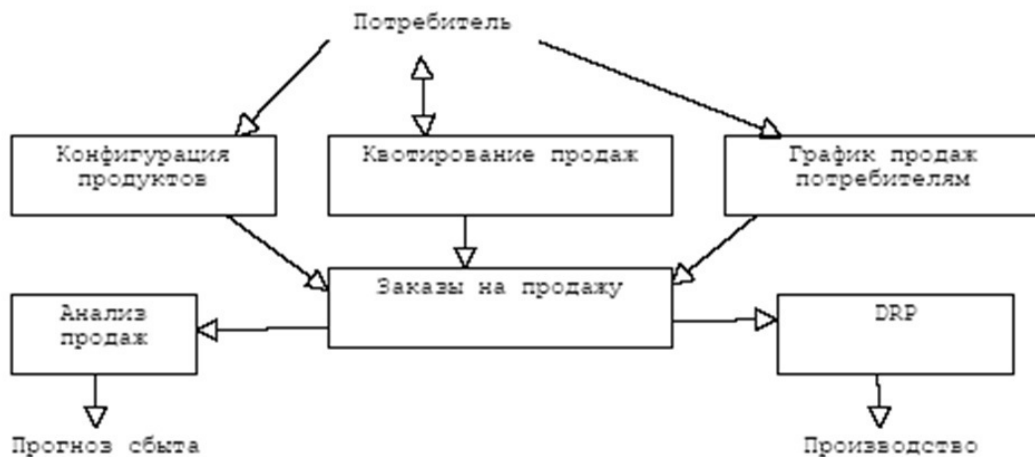 Потребитель
Конфигурация
продуктов
Квотирование продаж
График продаж
потребителям
Заказы на продажу
Анализ
продаж
DRP
Прогноз сбыта
Производство